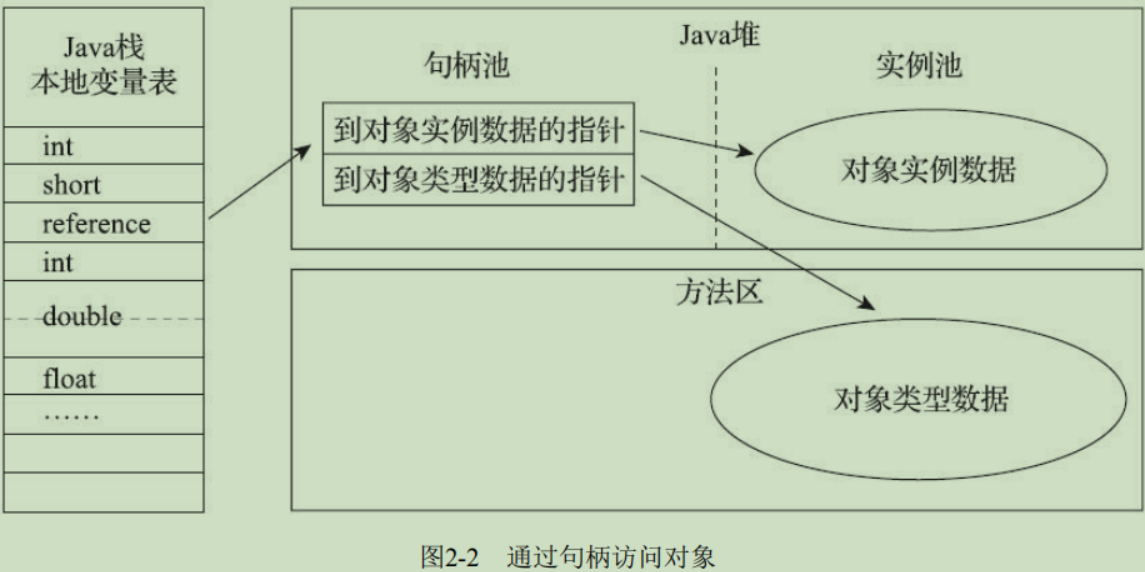 Java栈
本地变量表
int
short
reference
int
double
float
……
Java堆
句柄池
实例池
到对象实例数据的指针
到对象类型数据的指针
对象实例数据
方法区
对象类型数据
图2-2 通过句柄访问对象